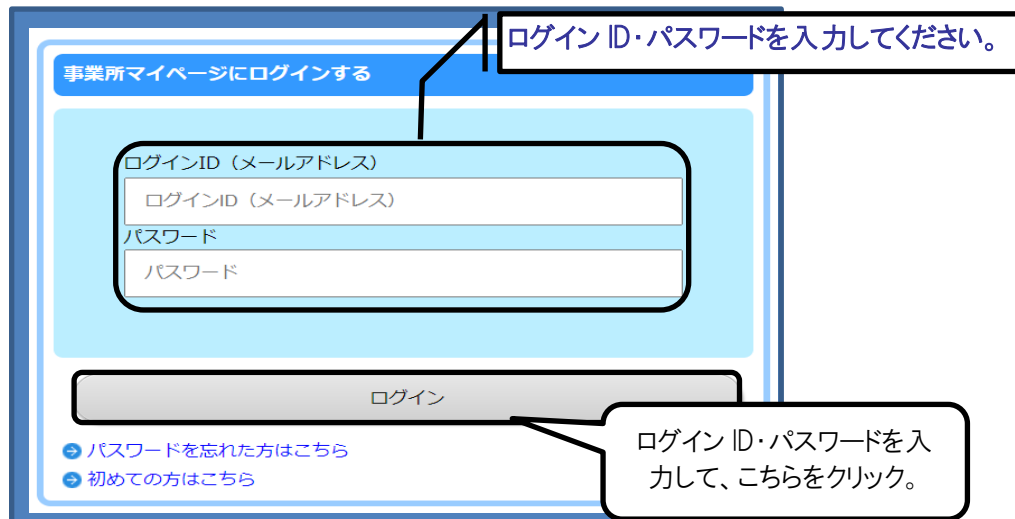 ログイン ID・パスワードを入力してください。
事業所マイページにログインする
ログインID（メールアドレス）
ログインID（メールアドレス）
パスワード
パスワード
ログイン
ログイン ID・パスワードを入
力して、こちらをクリック。
パスワードを忘れた方はこちら
初めての方はこちら